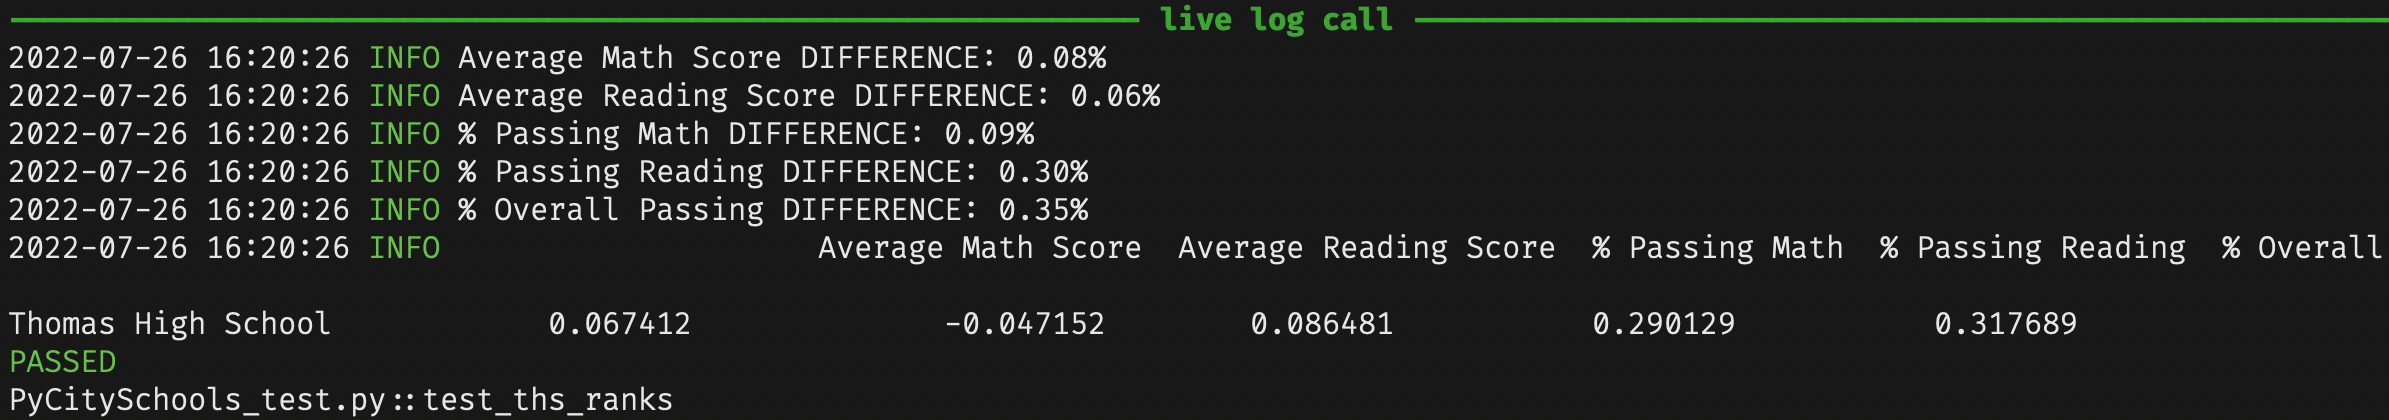 live log call
2022-07-26 16:20:26 INFO Average Math Score DIFFERENCE: 0.08%
2022-07-26 16:20:26 INFO Average Reading Score DIFFERENCE: 0.06%
2022-07-26 16:20:26 INFO % Passing Math DIFFERENCE: 0.09%
2022-07-26 16:20:26 INFO % Passing Reading DIFFERENCE: 0.30%
2022-07-26 16:20:26 INFO % Overall Passing DIFFERENCE: 0.35%
2022-07-26 16:20:26 INFO Average Math Score Average Reading Score % Passing Math % Passing Reading % Overall
Thomas High School 0.067412 -0.047152 0.086481 0.290129 0.317689
PASSED
PyCitySchools_test.py::test_ths_ranks